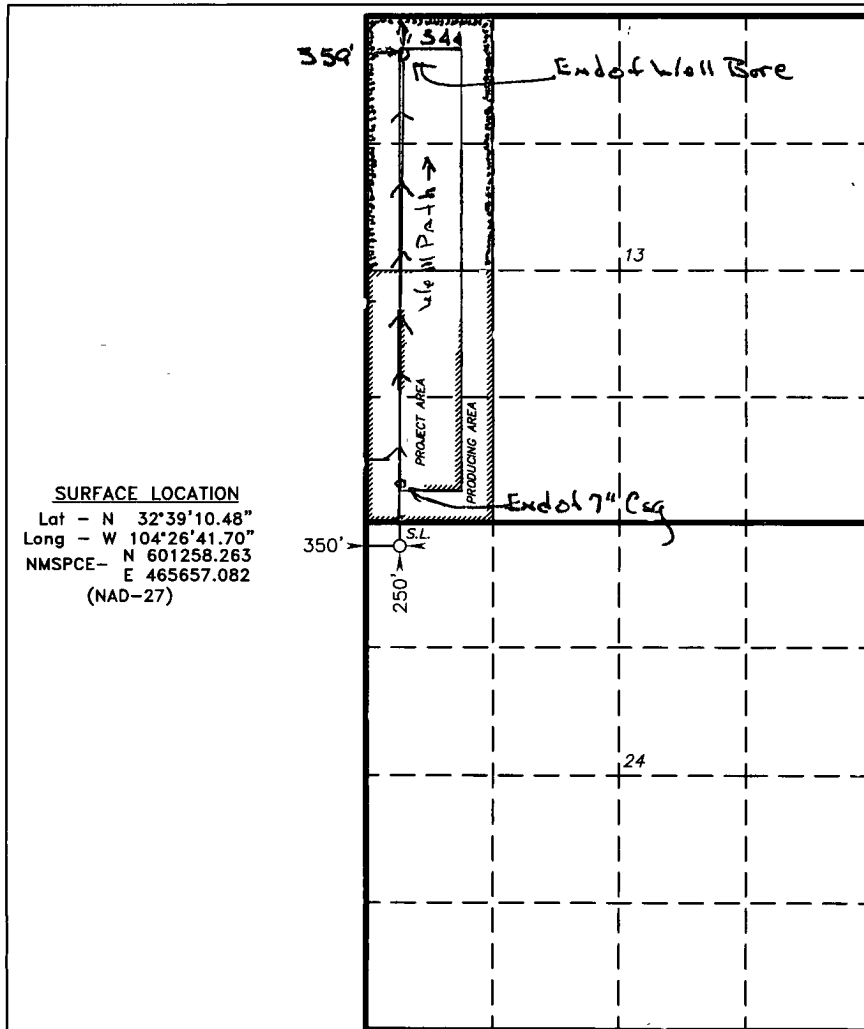 344
359'
End of Well Bore
Well Path →
13
PROJECT AREA
PRODUCING AREA
End of 7" Csg
SURFACE LOCATION
Lat - N 32°39'10.48"
Long - W 104°26'41.70"
NMSPCE- N 601258.263
E 465657.082
(NAD-27)
S.L.
350'
250'
24